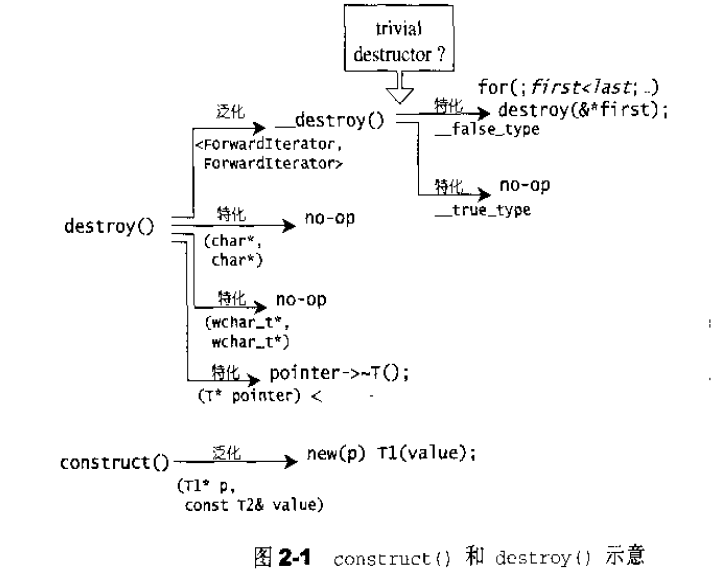 trivial
destructor ?
for(;first<last;…)
泛化
__destroy()
特化
destroy(&*first);
<ForwardIterator,
ForwardIterator>
__false_type
特化
no-op
__true_type
destroy()
特化
no-op
(char*,
char*)
特化
no-op
(wchar_t*,
wchar_t*)
特化
pointer->~T();
(T* pointer) <
construct()
泛化
new(p) T1(value);
(T1* p,
const T2& value)
图 2-1 construct() 和 destroy() 示意